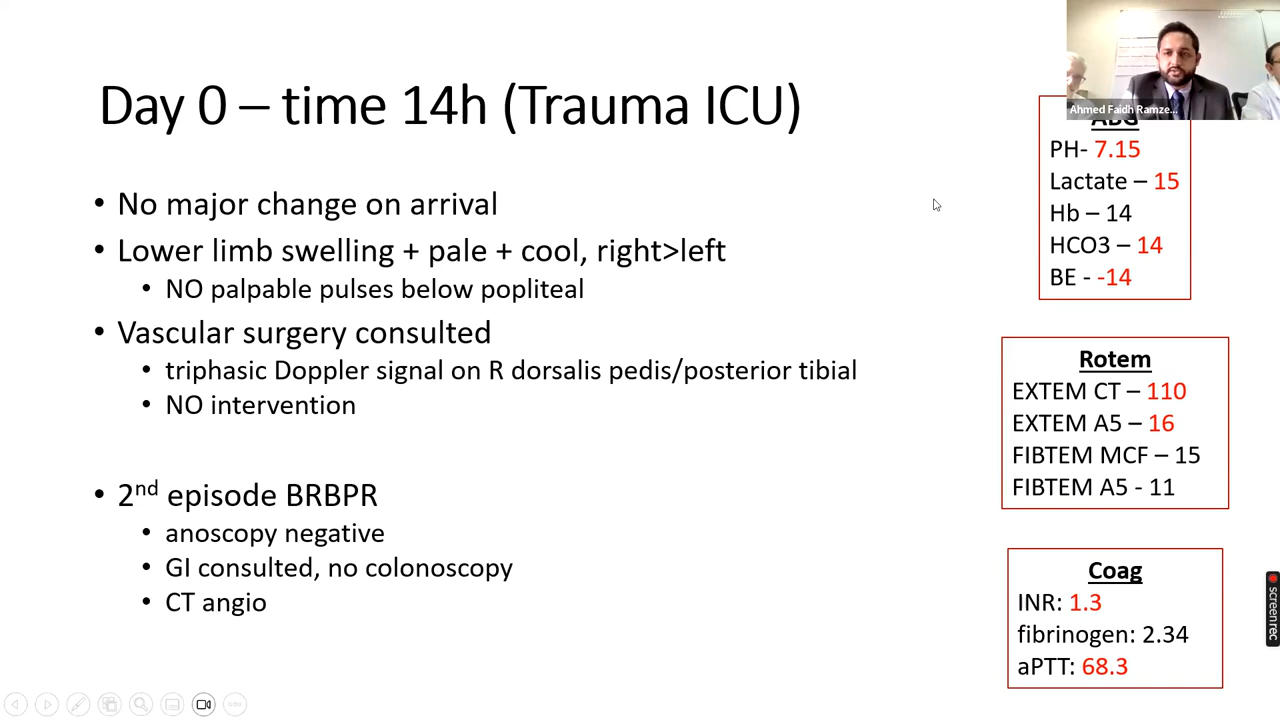 Day 0 – time 14h (Trauma ICU)
• No major change on arrival
• Lower limb swelling + pale + cool, right>left
• NO palpable pulses below popliteal
• Vascular surgery consulted
• triphasic Doppler signal on R dorsalis pedis/posterior tibial
• NO intervention
• 2nd episode BRBPR
• anoscopy negative
• GI consulted, no colonoscopy
• CT angio
Ahmed Faidh Ramze...
ABG
PH- 7.15
Lactate – 15
Hb – 14
HCO3 – 14
BE - -14
Rotem
EXTEM CT – 110
EXTEM A5 – 16
FIBTEM MCF – 15
FIBTEM A5 - 11
Coag
INR: 1.3
fibrinogen: 2.34
aPTT: 68.3
screenrec